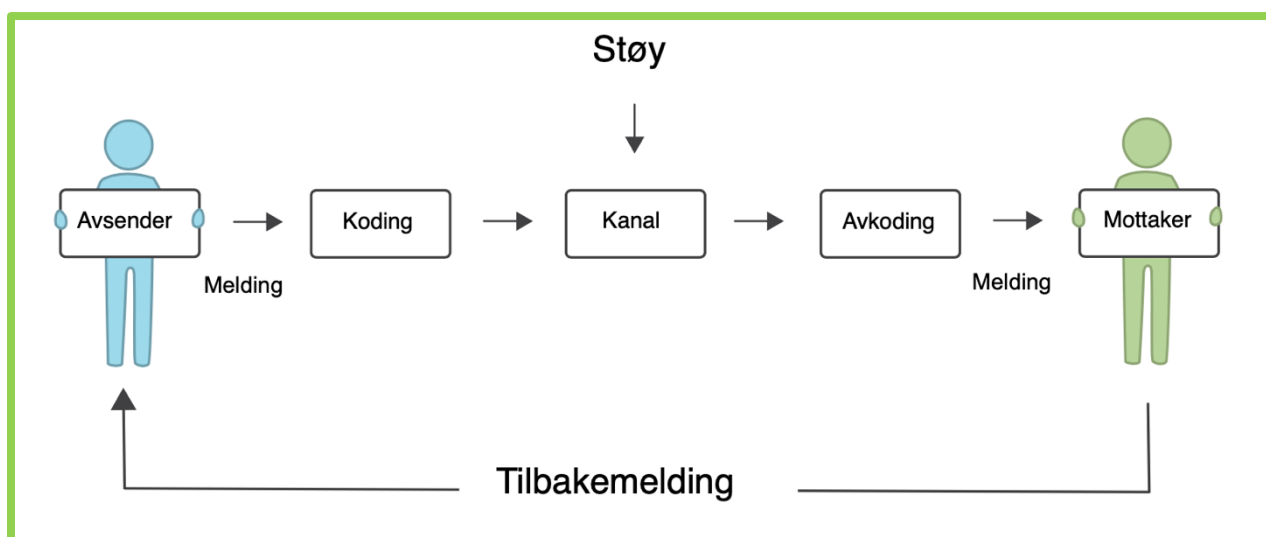 Støy
Avsender
Koding
Kanal
Avkoding
Mottaker
Melding
Melding
Tilbakemelding